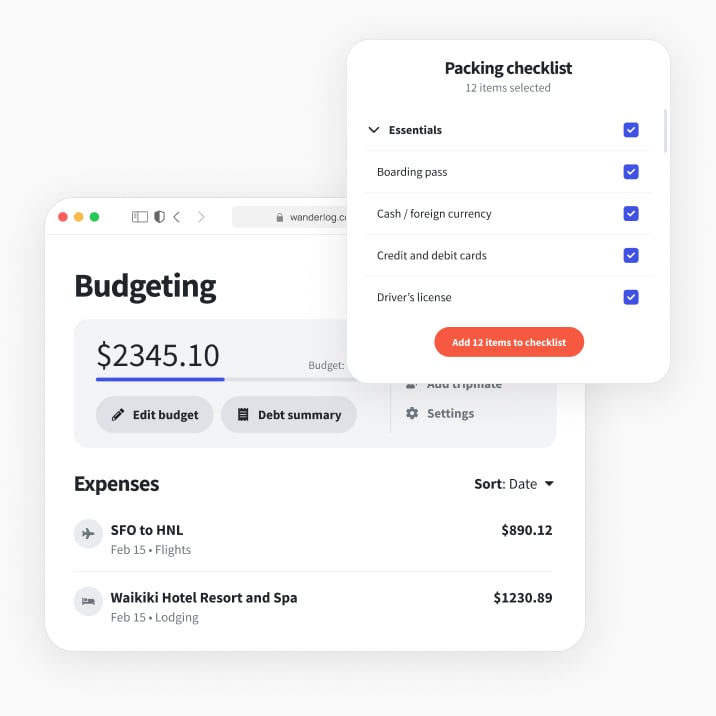 Packing checklist
12 items selected
Essentials
Boarding pass
Cash / foreign currency
Credit and debit cards
Driver's license
Add 12 items to checklist
wanderlog.c
Budgeting
$2345.10
Budget:
Edit budget
Debt summary
Add tripmate
Settings
Expenses
Sort: Date
SFO to HNL
$890.12
Feb 15 • Flights
Waikiki Hotel Resort and Spa
$1230.89
Feb 15 • Lodging